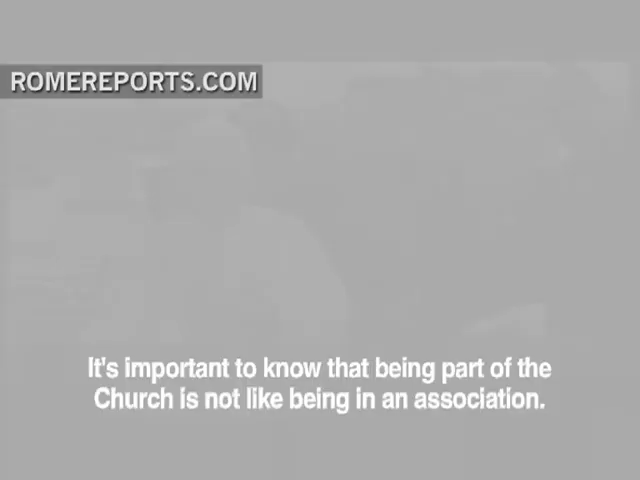 ROMEREPORTS.COM
It's important to know that being part of the
Church is not like being in an association.